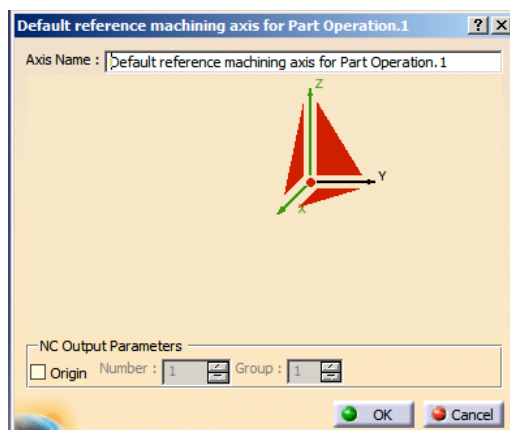 Default reference machining axis for Part Operation.1
Axis Name : Default reference machining axis for Part Operation.1
Z
Y
X
NC Output Parameters
Origin Number : 1 Group : 1
OK Cancel